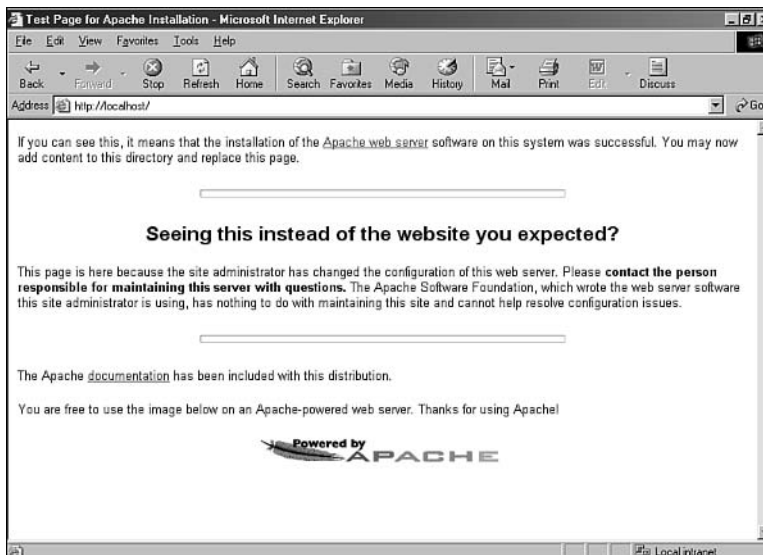 Test Page for Apache Installation - Microsoft Internet Explorer
File Edit View Favorites Tools Help
Back Forward Stop Refresh Home Search Favorites Media History Mail Print Edit Discuss
Address http://localhost/ Go
If you can see this, it means that the installation of the Apache web server software on this system was successful. You may now
add content to this directory and replace this page.
Seeing this instead of the website you expected?
This page is here because the site administrator has changed the configuration of this web server. Please contact the person
responsible for maintaining this server with questions. The Apache Software Foundation, which wrote the web server software
this site administrator is using, has nothing to do with maintaining this site and cannot help resolve configuration issues.
The Apache documentation has been included with this distribution.
You are free to use the image below on an Apache-powered web server. Thanks for using Apache!
Powered by
APACHE
Local intranet